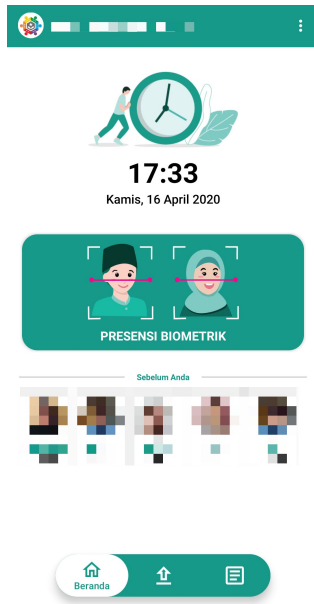 17:33
Kamis, 16 April 2020
PRESENSI BIOMETRIK
Sebelum Anda
Beranda